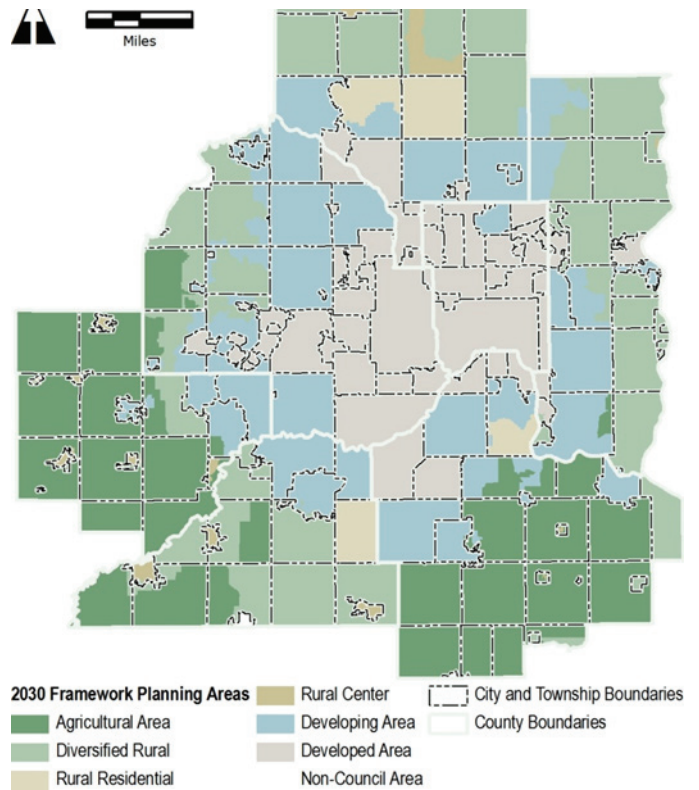 Miles
2030 Framework Planning Areas
Agricultural Area
Diversified Rural
Rural Residential
Rural Center
Developing Area
Developed Area
Non-Council Area
City and Township Boundaries
County Boundaries